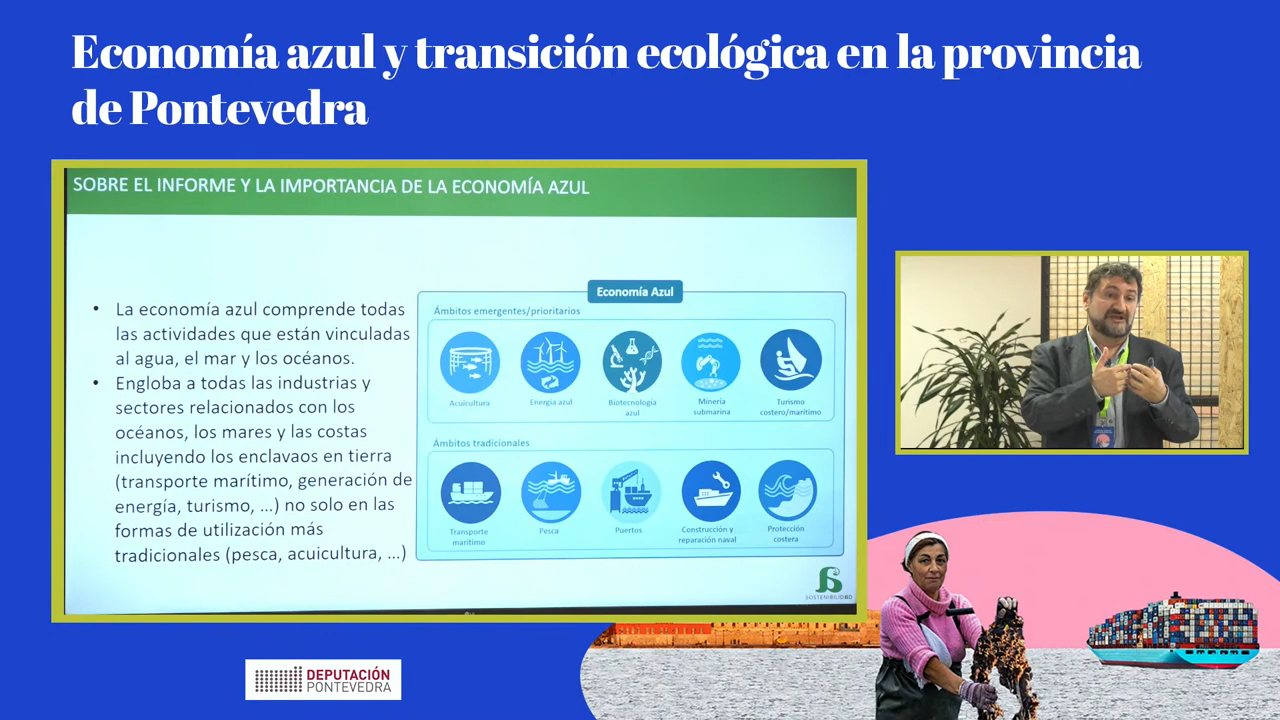 Economía azul y transición ecológica en la provincia
de Pontevedra
SOBRE EL INFORME Y LA IMPORTANCIA DE LA ECONOMÍA AZUL
• La economía azul comprende todas
las actividades que están vinculadas
al agua, el mar y los océanos.
• Engloba a todas las industrias y
sectores relacionados con los
océanos, los mares y las costas
incluyendo los enclavaos en tierra
(transporte marítimo, generación de
energía, turismo, ...) no solo en las
formas de utilización más
tradicionales (pesca, acuicultura, ...)
Economía Azul
Ámbitos emergentes/prioritarios
Acuicultura
Energía azul
Biotecnología
azul
Minería
submarina
Turismo
costero/marítimo
Ámbitos tradicionales
Transporte
marítimo
Pesca
Puertos
Construcción y
reparación naval
Protección
costera
DEPUTACIÓN
PONTEVEDRA